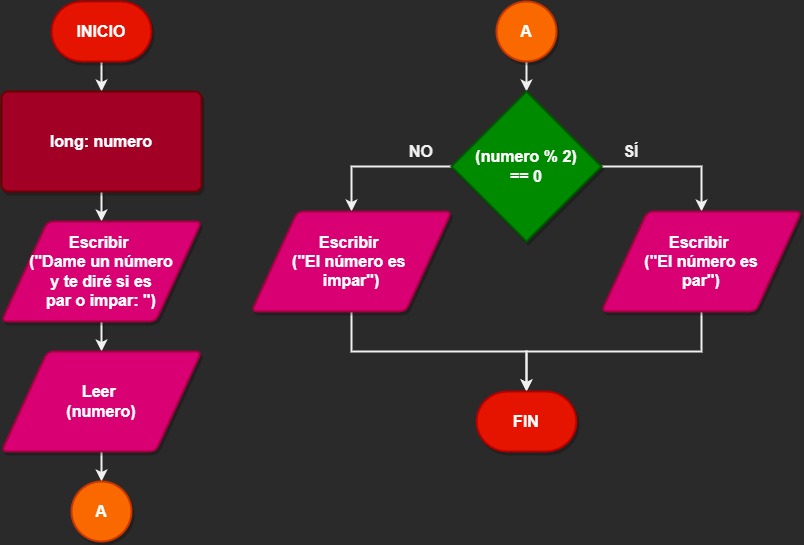 INICIO
long: numero
Escribir
("Dame un número
y te diré si es
par o impar: ")
Leer
(numero)
A
A
(numero % 2)
== 0
NO
SÍ
Escribir
("El número es
impar")
Escribir
("El número es
par")
FIN